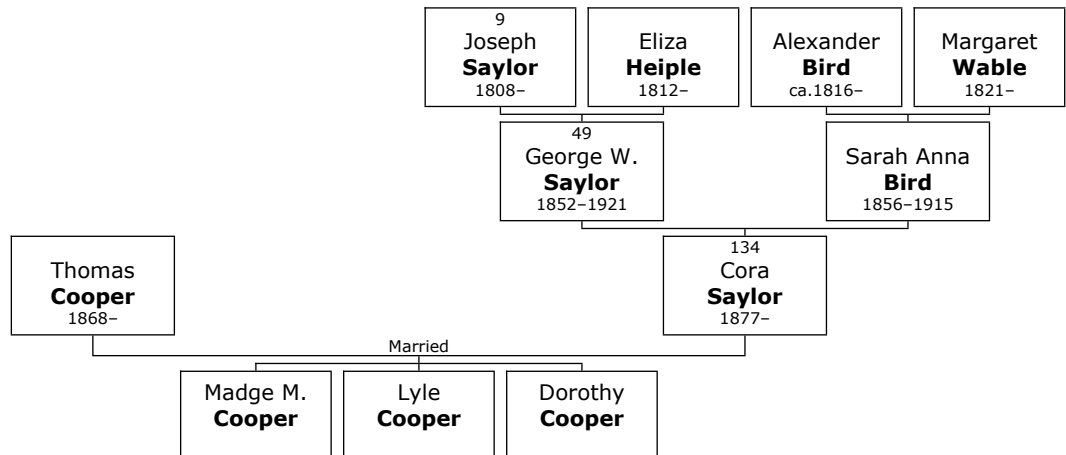 9
Joseph
Saylor
1808–
Eliza
Heiple
1812–
Alexander
Bird
ca.1816–
Margaret
Wable
1821–
49
George W.
Saylor
1852–1921
Sarah Anna
Bird
1856–1915
Thomas
Cooper
1868–
134
Cora
Saylor
1877–
Married
Madge M.
Cooper
Lyle
Cooper
Dorothy
Cooper